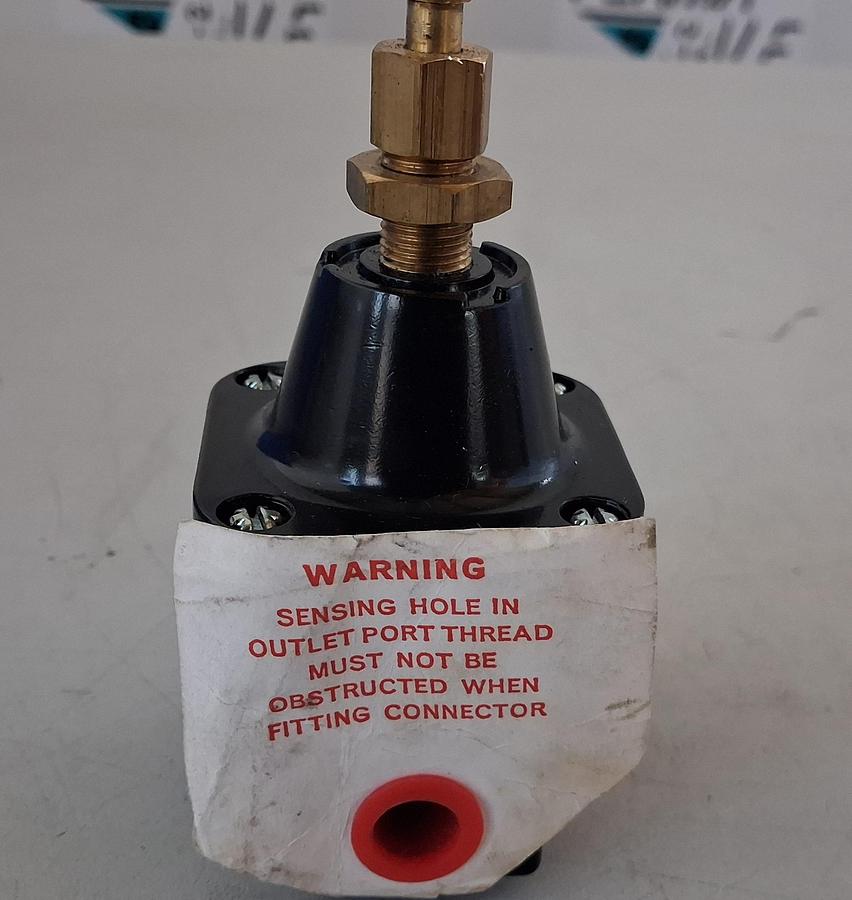 WARNING
SENSING HOLE IN
OUTLET PORT THREAD
MUST NOT BE
OBSTRUCTED WHEN
FITTING CONNECTOR